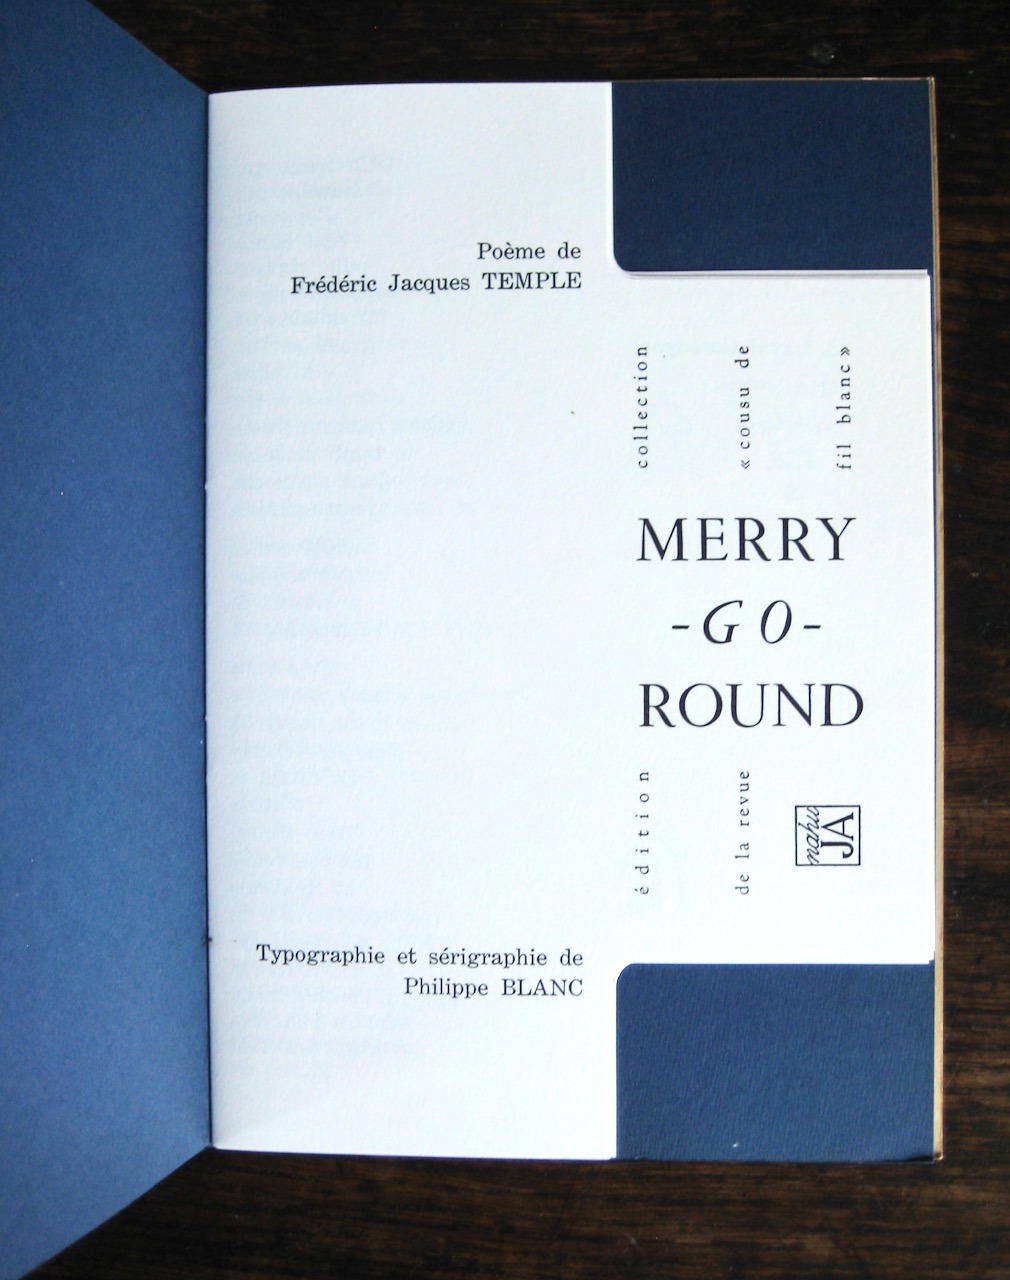 Poème de
Frédéric Jacques TEMPLE
collection
« cousu de
fil blanc »
MERRY
- G O -
ROUND
édition
de la revue
nahu
JA
Typographie et sérigraphie de
Philippe BLANC